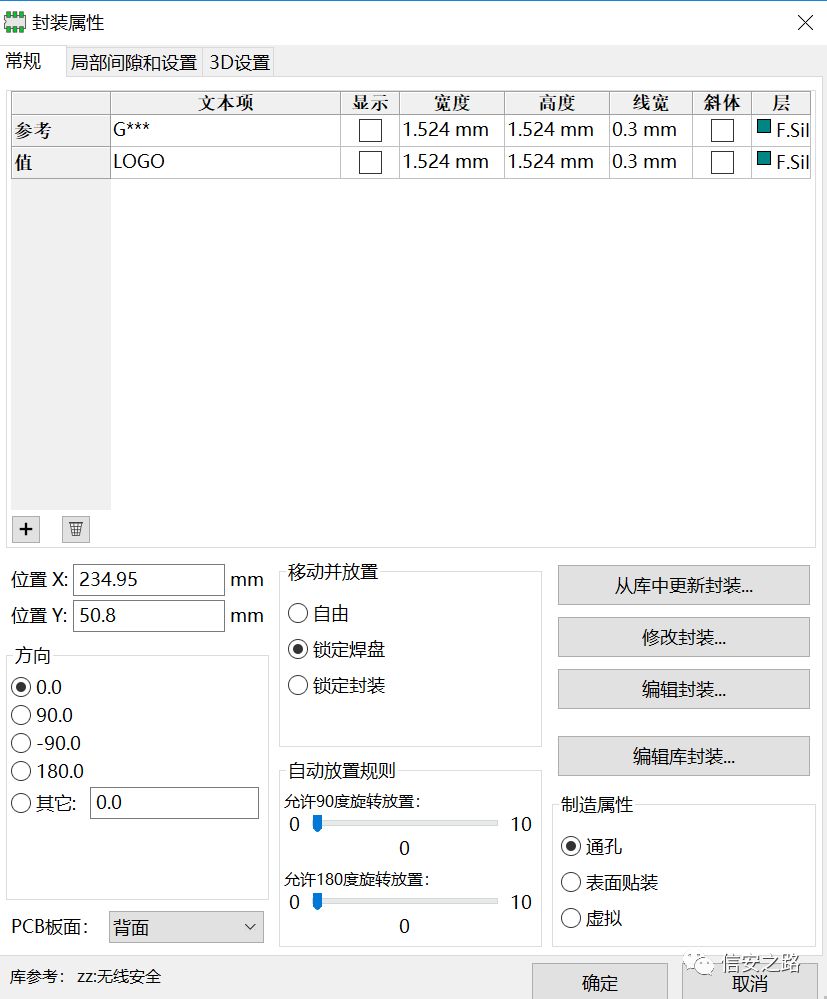 封装属性
常规 局部间隙和设置 3D设置
文本项 显示 宽度 高度 线宽 斜体 层
参考 G*** 1.524 mm 1.524 mm 0.3 mm F.Sil
值 LOGO 1.524 mm 1.524 mm 0.3 mm F.Sil
+
位置 X: 234.95 mm
位置 Y: 50.8 mm
方向
0.0
90.0
-90.0
180.0
其它: 0.0
PCB板面: 背面
移动并放置
自由
锁定焊盘
锁定封装
自动放置规则
允许90度旋转放置:
0 10
0
允许180度旋转放置:
0 10
0
从库中更新封装...
修改封装...
编辑封装...
编辑库封装...
制造属性
通孔
表面贴装
虚拟
库参考: zz:无线安全
确定
取消
信安之路